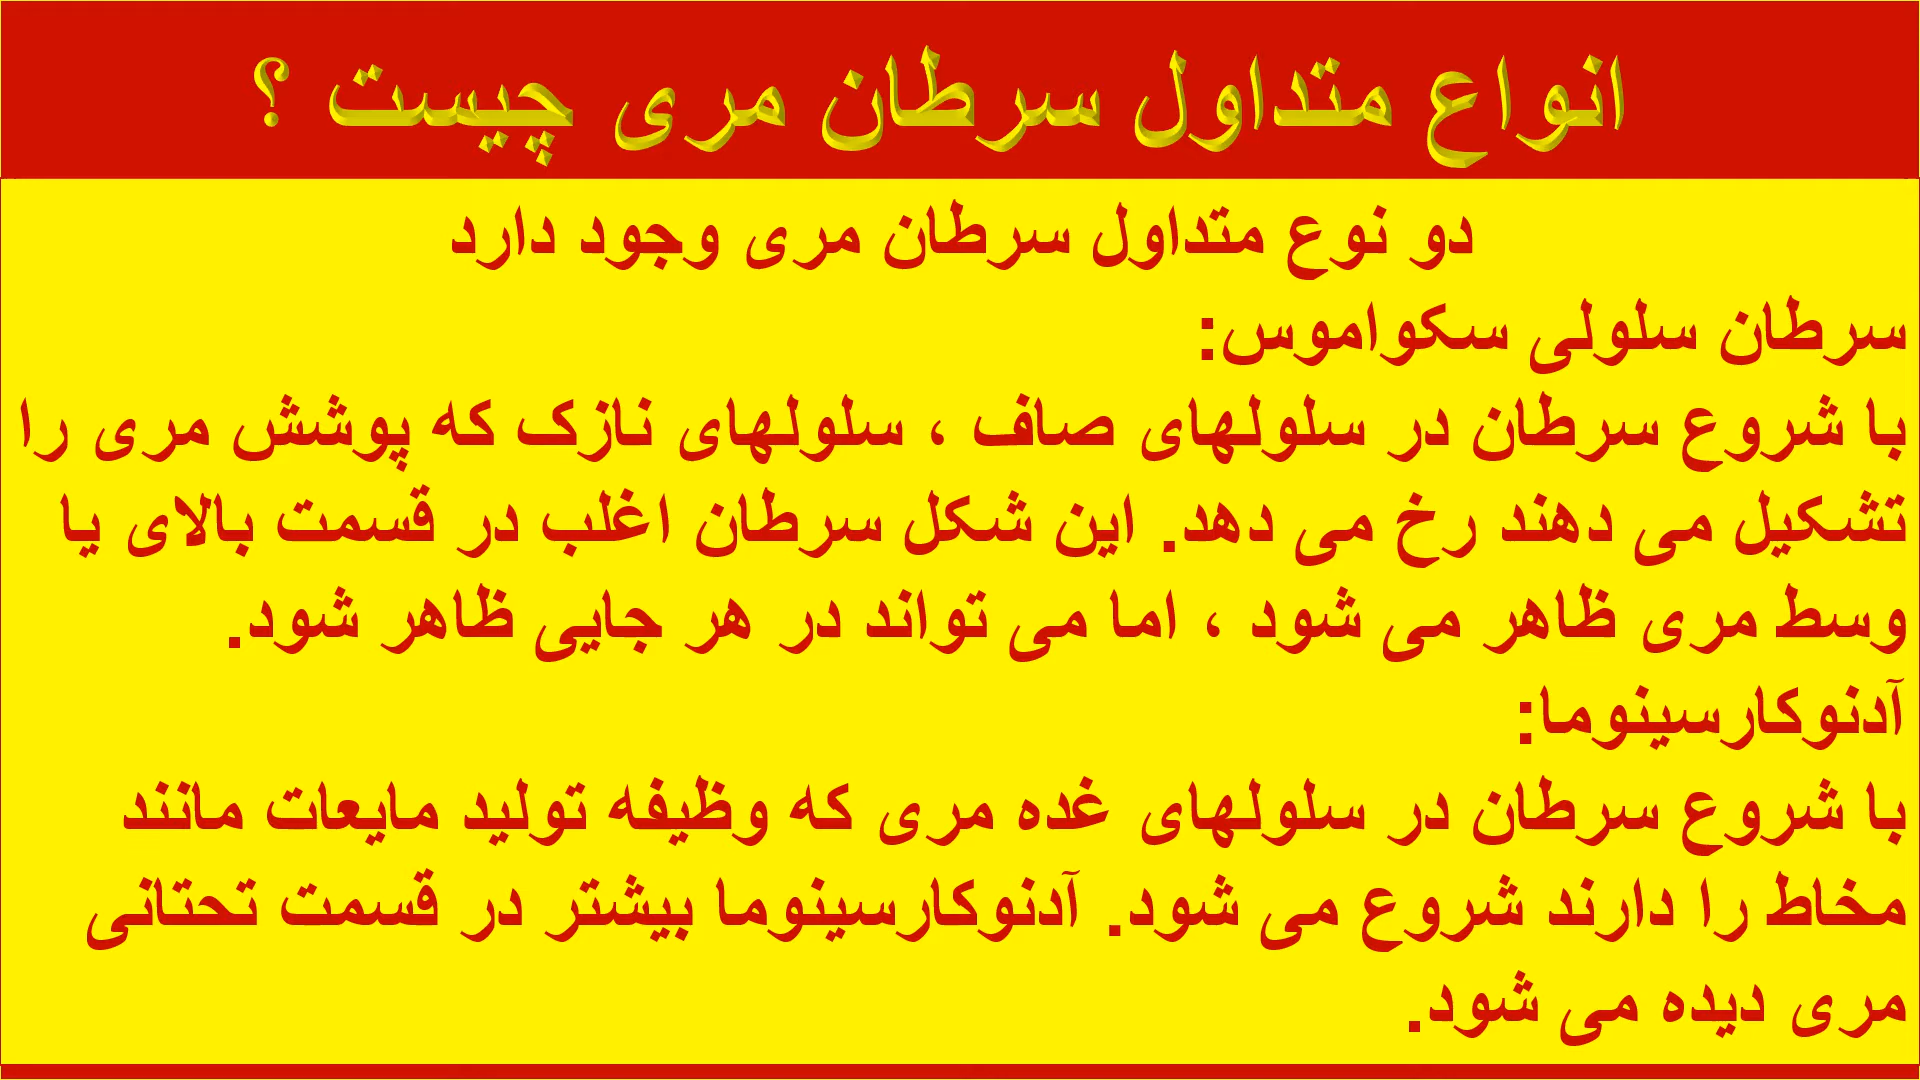 انواع متداول سرطان مری چیست ؟
دو نوع متداول سرطان مری وجود دارد
سرطان سلولی سکواموس:
با شروع سرطان در سلولهای صاف ، سلولهای نازک که پوشش مری را
تشکیل می دهند رخ می دهد. این شکل سرطان اغلب در قسمت بالای یا
وسط مری ظاهر می شود ، اما می تواند در هر جایی ظاهر شود.
آدنوکارسینوما:
با شروع سرطان در سلولهای غده مری که وظیفه تولید مایعات مانند
مخاط را دارند شروع می شود. آدنوکارسینوما بیشتر در قسمت تحتانی
مری دیده می شود.